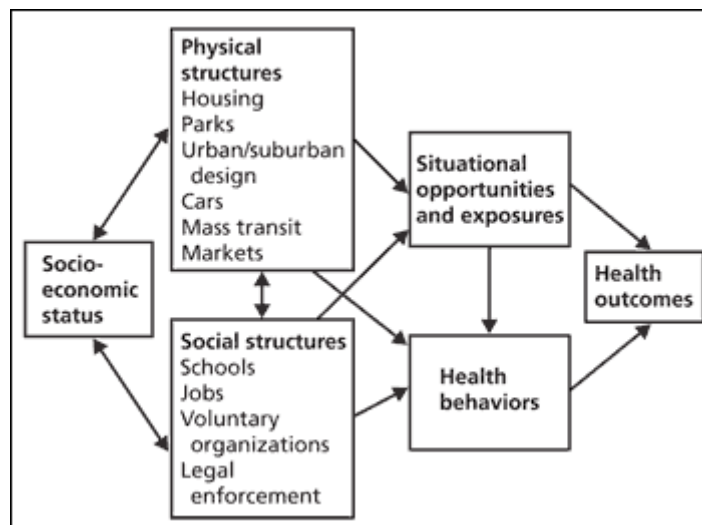 Physical
structures
Housing
Parks
Urban/suburban
design
Cars
Mass transit
Markets
Socio-
economic
status
Social structures
Schools
Jobs
Voluntary
organizations
Legal
enforcement
Situational
opportunities
and exposures
Health
behaviors
Health
outcomes